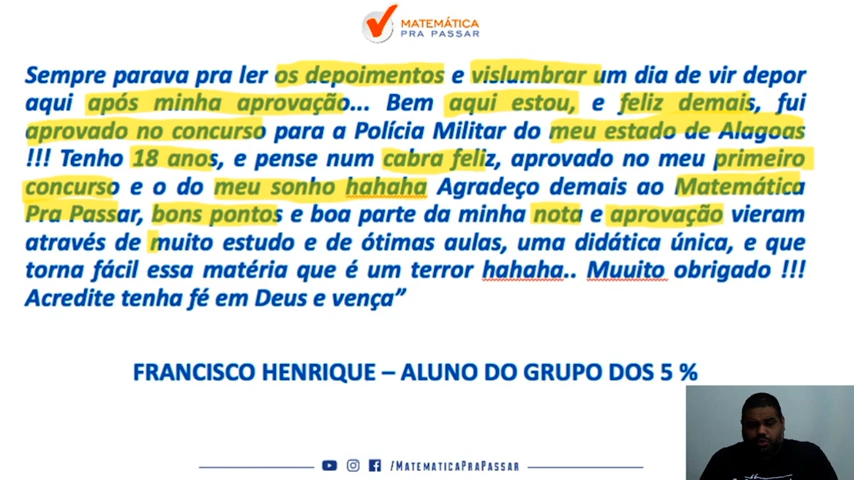 MATEMÁTICA
PRA PASSAR
Sempre parava pra ler os depoimentos e vislumbrar um dia de vir depor
aqui após minha aprovação... Bem aqui estou, e feliz demais, fui
aprovado no concurso para a Polícia Militar do meu estado de Alagoas
!!! Tenho 18 anos, e pense num cabra feliz, aprovado no meu primeiro
concurso e o do meu sonho hahaha Agradeço demais ao Matemática
Pra Passar, bons pontos e boa parte da minha nota e aprovação vieram
através de muito estudo e de ótimas aulas, uma didática única, e que
torna fácil essa matéria que é um terror hahaha.. Muuito obrigado !!!
Acredite tenha fé em Deus e vença”
FRANCISCO HENRIQUE – ALUNO DO GRUPO DOS 5 %
/MATEMATICAPRAPASSAR